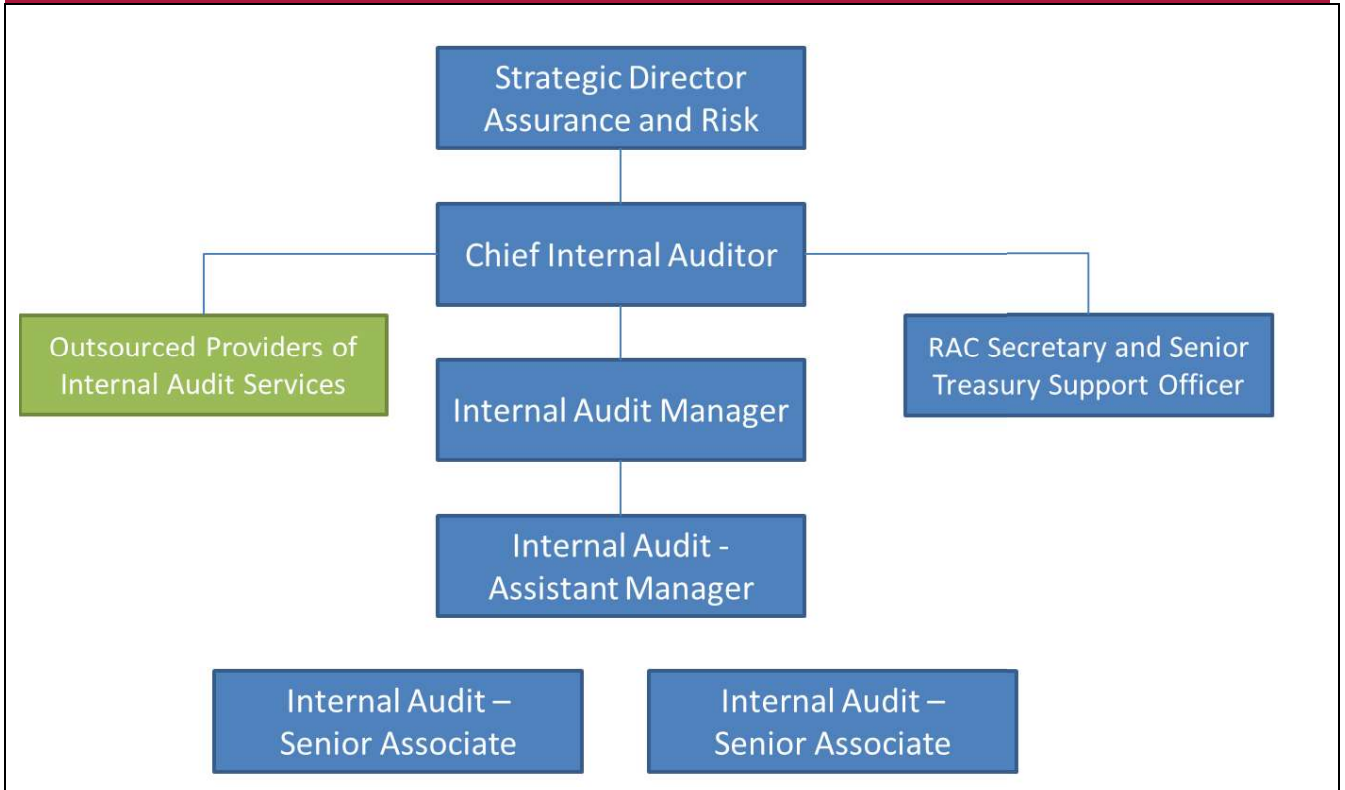 Strategic Director
Assurance and Risk
Chief Internal Auditor
Outsourced Providers of
Internal Audit Services
RAC Secretary and Senior
Treasury Support Officer
Internal Audit Manager
Internal Audit -
Assistant Manager
Internal Audit –
Senior Associate
Internal Audit –
Senior Associate